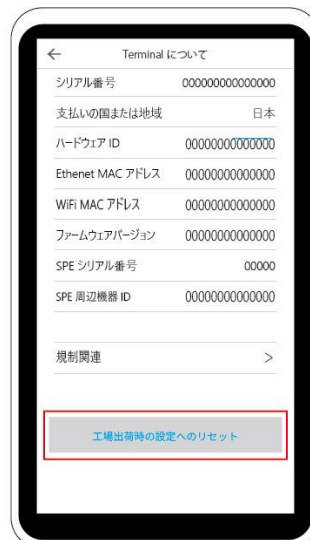 ← Terminal について
シリアル番号 000000000000000
支払いの国または地域 日本
ハードウェア ID 00000000000000
Ethenet MAC アドレス 00000000000000
WiFi MAC アドレス 00000000000000
ファームウェアバージョン 00000000000000
SPE シリアル番号 00000
SPE 周辺機器 ID 00000000000000
規制関連 >
工場出荷時の設定へのリセット